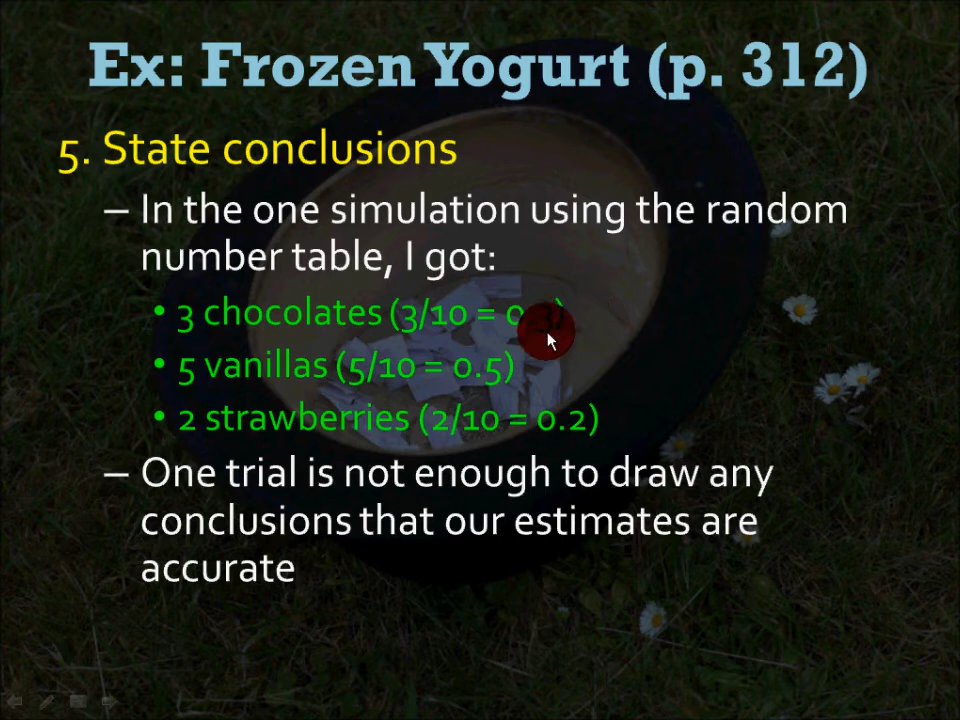 Ex: Frozen Yogurt (p. 312)
5. State conclusions
– In the one simulation using the random
number table, I got:
• 3 chocolates (3/10 = 0.3)
• 5 vanillas (5/10 = 0.5)
• 2 strawberries (2/10 = 0.2)
– One trial is not enough to draw any
conclusions that our estimates are
accurate